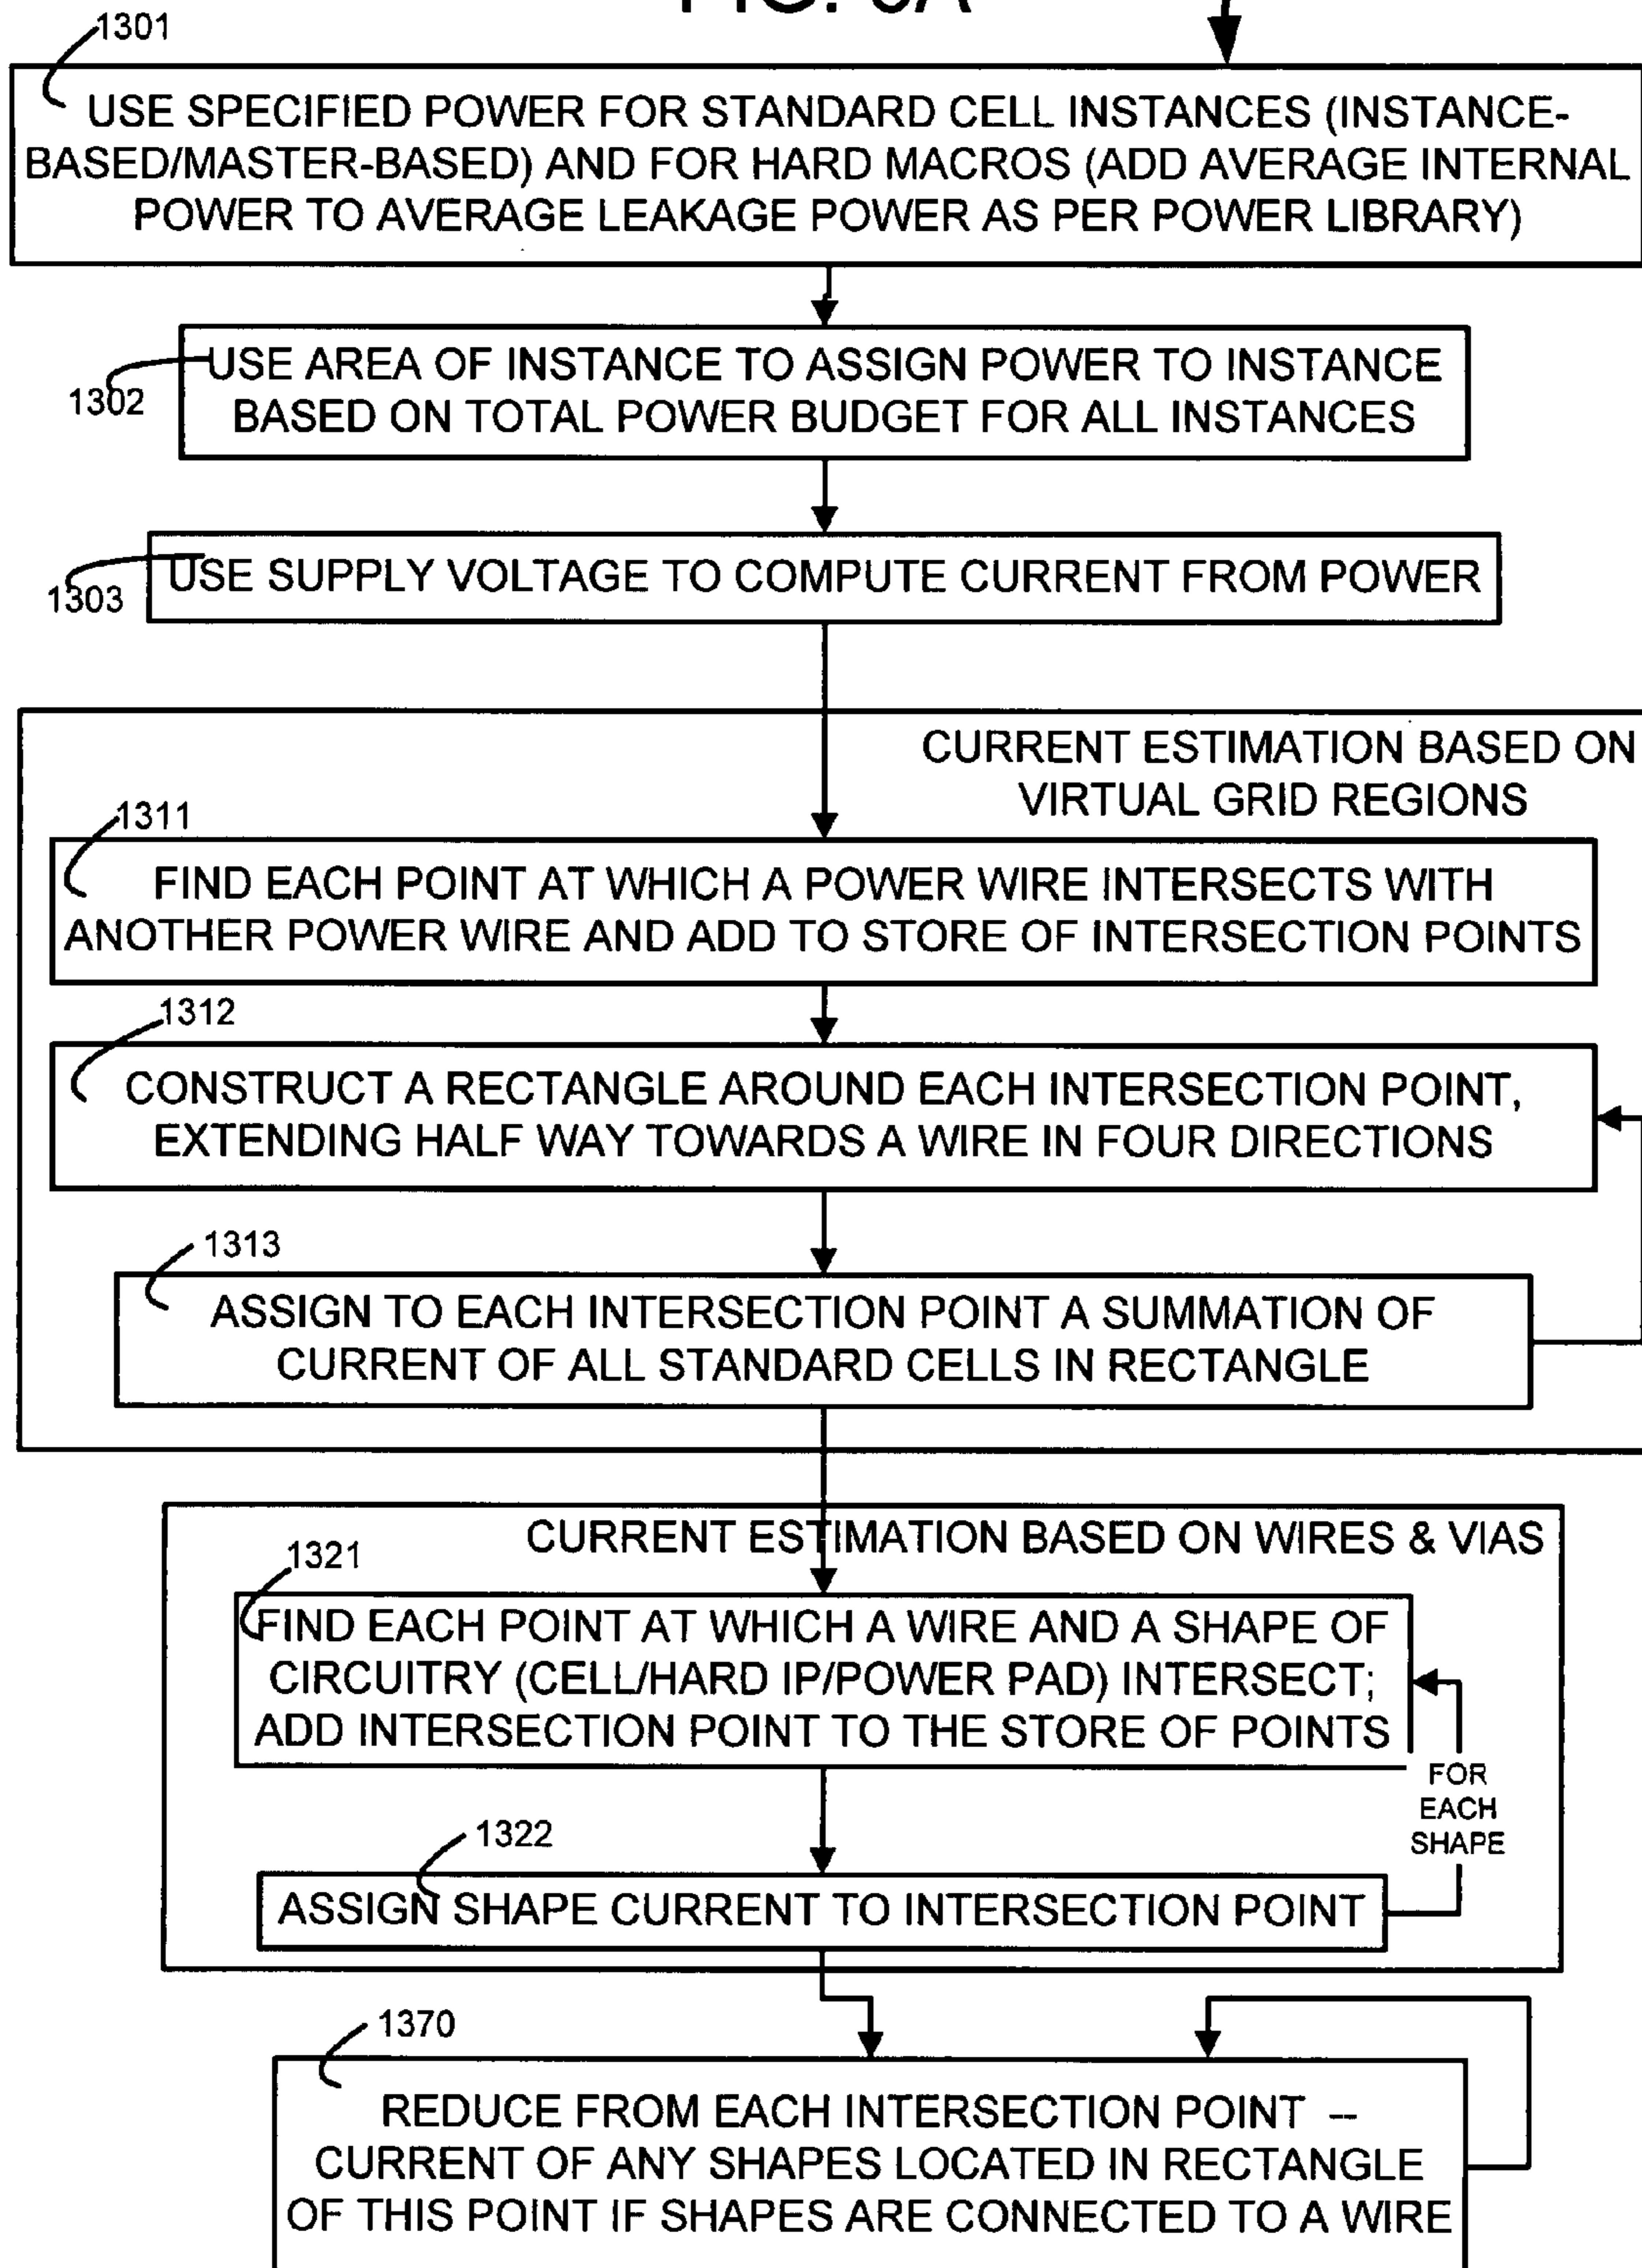 1301
USE SPECIFIED POWER FOR STANDARD CELL INSTANCES (INSTANCE-
BASED/MASTER-BASED) AND FOR HARD MACROS (ADD AVERAGE INTERNAL
POWER TO AVERAGE LEAKAGE POWER AS PER POWER LIBRARY)
USE AREA OF INSTANCE TO ASSIGN POWER TO INSTANCE
1302
BASED ON TOTAL POWER BUDGET FOR ALL INSTANCES
USE SUPPLY VOLTAGE TO COMPUTE CURRENT FROM POWER
1303
CURRENT ESTIMATION BASED ON
VIRTUAL GRID REGIONS
1311
FIND EACH POINT AT WHICH A POWER WIRE INTERSECTS WITH
ANOTHER POWER WIRE AND ADD TO STORE OF INTERSECTION POINTS
1312
CONSTRUCT A RECTANGLE AROUND EACH INTERSECTION POINT,
EXTENDING HALF WAY TOWARDS A WIRE IN FOUR DIRECTIONS
1313
ASSIGN TO EACH INTERSECTION POINT A SUMMATION OF
CURRENT OF ALL STANDARD CELLS IN RECTANGLE
CURRENT ESTIMATION BASED ON WIRES & VIAS
1321
FIND EACH POINT AT WHICH A WIRE AND A SHAPE OF
CIRCUITRY (CELL/HARD IP/POWER PAD) INTERSECT;
ADD INTERSECTION POINT TO THE STORE OF POINTS
FOR
EACH
SHAPE
1322
ASSIGN SHAPE CURRENT TO INTERSECTION POINT
1370
REDUCE FROM EACH INTERSECTION POINT --
CURRENT OF ANY SHAPES LOCATED IN RECTANGLE
OF THIS POINT IF SHAPES ARE CONNECTED TO A WIRE